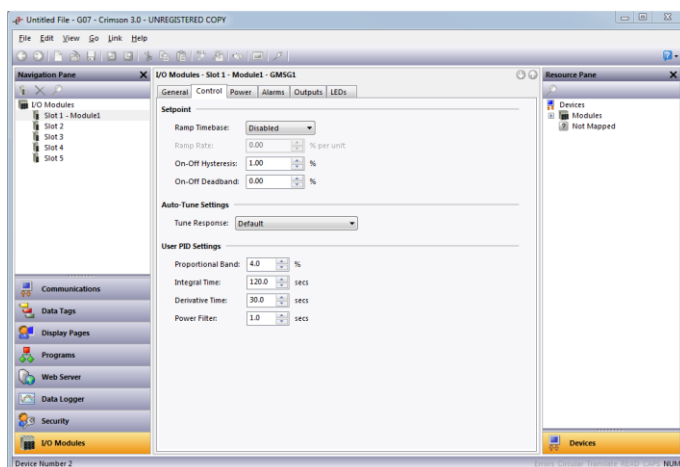 Untitled File - G07 - Crimson 3.0 - UNREGISTERED COPY
File Edit View Go Link Help
Navigation Pane
I/O Modules
Slot 1 - Module1
Slot 2
Slot 3
Slot 4
Slot 5
Communications
Data Tags
Display Pages
Programs
Web Server
Data Logger
Security
I/O Modules
I/O Modules - Slot 1 - Module1 - GMSG1
General Control Power Alarms Outputs LEDs
Setpoint
Ramp Timebase: Disabled
Ramp Rate: 0.00 % per unit
On-Off Hysteresis: 1.00 %
On-Off Deadband: 0.00 %
Auto-Tune Settings
Tune Response: Default
User PID Settings
Proportional Band: 4.0 %
Integral Time: 120.0 secs
Derivative Time: 30.0 secs
Power Filter: 1.0 secs
Resource Pane
Devices
Modules
Not Mapped
Devices
Device Number 2
Errors Circular Translate READ CAPS NUM